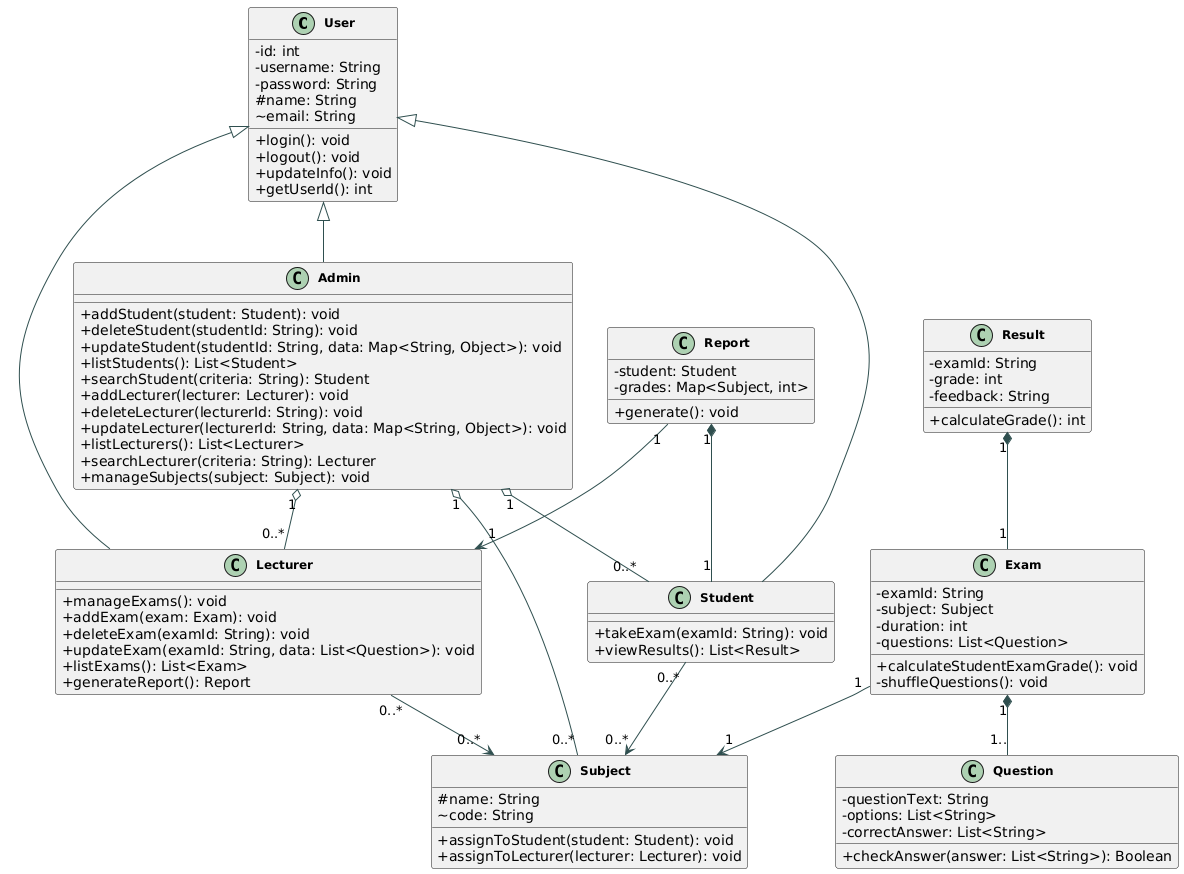 C User
-id: int
-username: String
-password: String
#name: String
~email: String
+login(): void
+logout(): void
+updateInfo(): void
+getUserId(): int
C Admin
+addStudent(student: Student): void
+deleteStudent(studentId: String): void
+updateStudent(studentId: String, data: Map<String, Object>): void
+listStudents(): List<Student>
+searchStudent(criteria: String): Student
+addLecturer(lecturer: Lecturer): void
+deleteLecturer(lecturerId: String): void
+updateLecturer(lecturerId: String, data: Map<String, Object>): void
+listLecturers(): List<Lecturer>
+searchLecturer(criteria: String): Lecturer
+manageSubjects(subject: Subject): void
C Report
-student: Student
-grades: Map<Subject, int>
+generate(): void
C Result
-examId: String
-grade: int
-feedback: String
+calculateGrade(): int
1
1
1
1
1
1
0..*
1
0..*
1
1
C Lecturer
+manageExams(): void
+addExam(exam: Exam): void
+deleteExam(examId: String): void
+updateExam(examId: String, data: List<Question>): void
+listExams(): List<Exam>
+generateReport(): Report
C Student
+takeExam(examId: String): void
+viewResults(): List<Result>
C Exam
-examId: String
-subject: Subject
-duration: int
-questions: List<Question>
+calculateStudentExamGrade(): void
-shuffleQuestions(): void
0..*
0..*
1
1
0..*
0..*
0..*
1
1..
C Subject
#name: String
~code: String
+assignToStudent(student: Student): void
+assignToLecturer(lecturer: Lecturer): void
C Question
-questionText: String
-options: List<String>
-correctAnswer: List<String>
+checkAnswer(answer: List<String>): Boolean